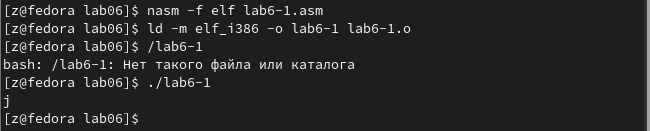 [z@fedora lab06]$ nasm -f elf lab6-1.asm
[z@fedora lab06]$ ld -m elf_i386 -o lab6-1 lab6-1.o
[z@fedora lab06]$ /lab6-1
bash: /lab6-1: Нет такого файла или каталога
[z@fedora lab06]$ ./lab6-1
j
[z@fedora lab06]$